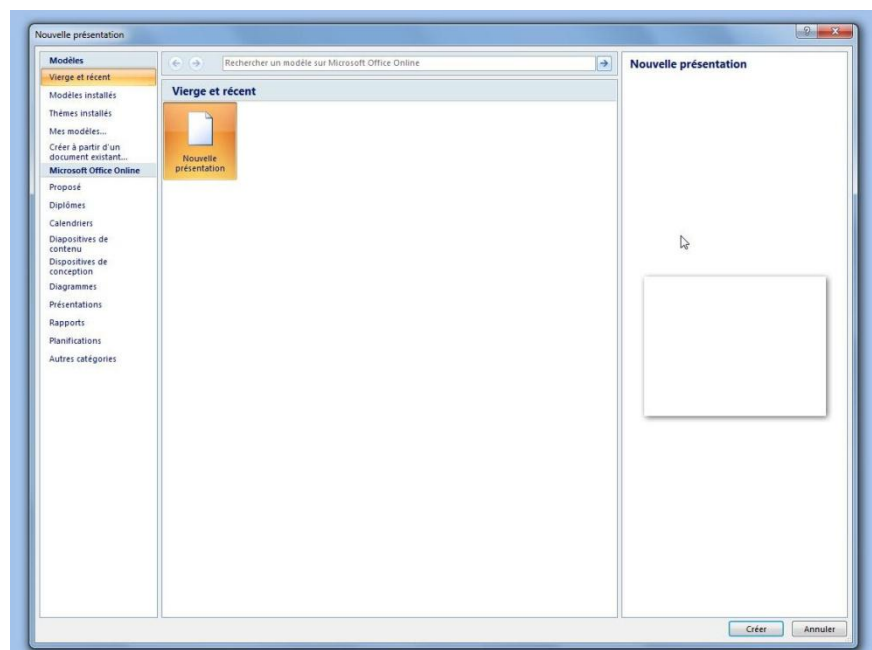 Nouvelle présentation
Modèles
Vierge et récent
Modèles installés
Thèmes installés
Mes modèles...
Créer à partir d'un
document existant...
Microsoft Office Online
Proposé
Diplômes
Calendriers
Diapositives de
contenu
Dispositives de
conception
Diagrammes
Présentations
Rapports
Planifications
Autres catégories
Rechercher un modèle sur Microsoft Office Online
Vierge et récent
Nouvelle
présentation
Nouvelle présentation
Créer
Annuler